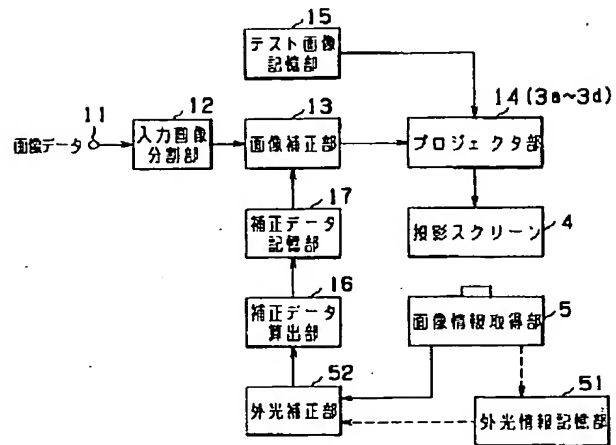 15
テスト画像
記憶部
11
12
13
14 (3a~3d)
画像データ
入力画像
分割部
画像補正部
プロジェクタ部
17
補正データ
記憶部
投影スクリーン
4
16
補正データ
算出部
画像情報取得部
5
52
51
外光補正部
外光情報記憶部